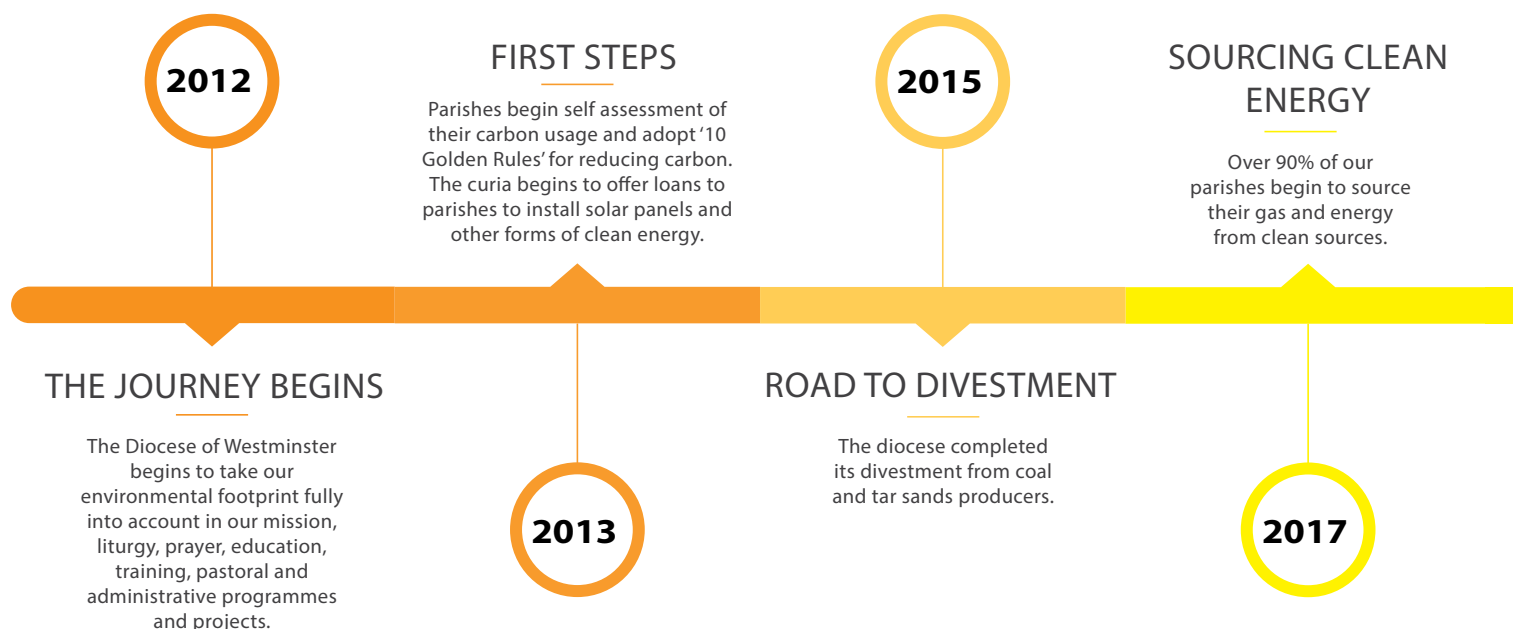 2012
THE JOURNEY BEGINS
The Diocese of Westminster
begins to take our
environmental footprint fully
into account in our mission,
liturgy, prayer, education,
training, pastoral and
administrative programmes
and projects.
FIRST STEPS
Parishes begin self assessment of
their carbon usage and adopt ‘10
Golden Rules’ for reducing carbon.
The curia begins to offer loans to
parishes to install solar panels and
other forms of clean energy.
2013
2015
ROAD TO DIVESTMENT
The diocese completed
its divestment from coal
and tar sands producers.
SOURCING CLEAN
ENERGY
Over 90% of our
parishes begin to source
their gas and energy
from clean sources.
2017